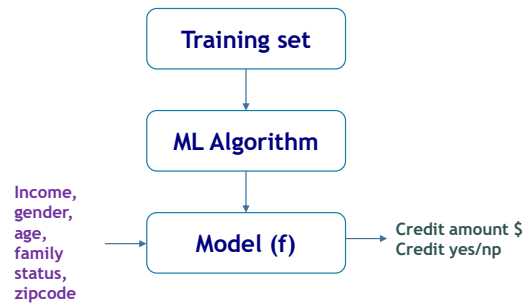 Training set
ML Algorithm
Income,
gender,
age,
family
status,
zipcode
Model (f)
Credit amount $
Credit yes/np